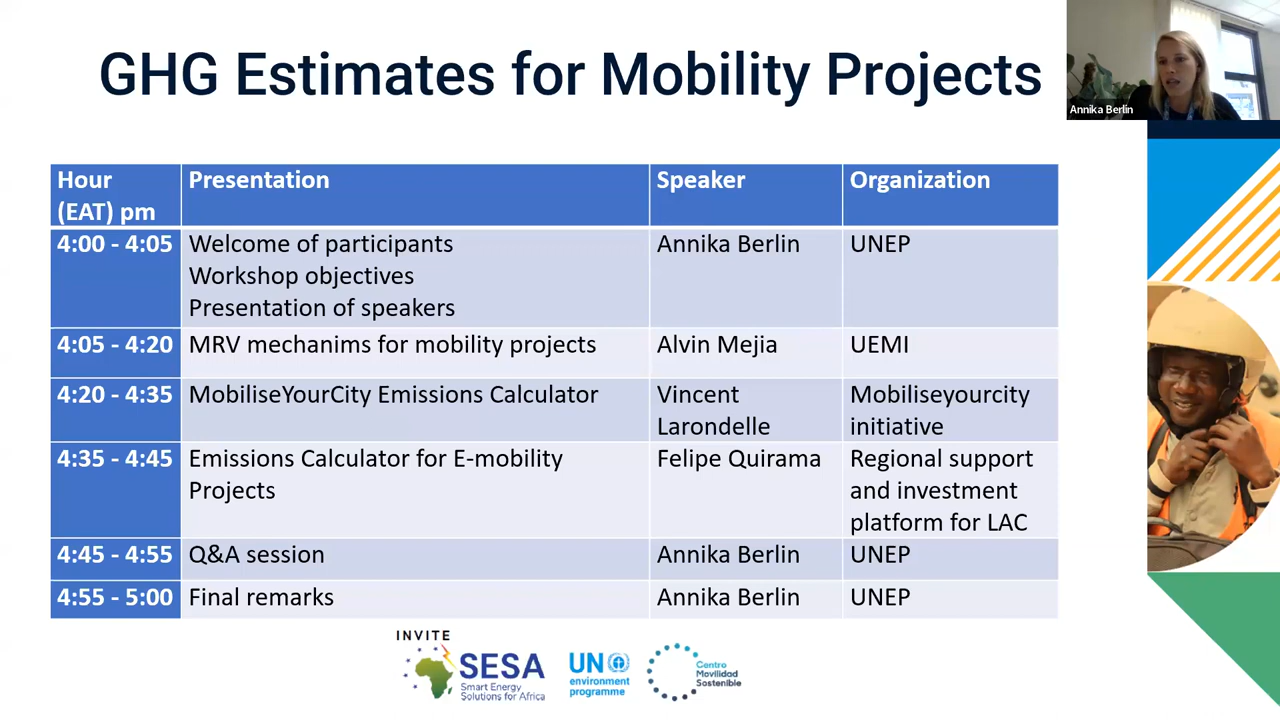 GHG Estimates for Mobility Projects
Annika Berlin
Hour (EAT) pm
Presentation
Speaker
Organization
4:00 - 4:05
Welcome of participants
Workshop objectives
Presentation of speakers
Annika Berlin
UNEP
4:05 - 4:20
MRV mechanims for mobility projects
Alvin Mejia
UEMI
4:20 - 4:35
MobiliseYourCity Emissions Calculator
Vincent
Larondelle
Mobiliseyourcity
initiative
4:35 - 4:45
Emissions Calculator for E-mobility
Projects
Felipe Quirama
Regional support
and investment
platform for LAC
4:45 - 4:55
Q&A session
Annika Berlin
UNEP
4:55 - 5:00
Final remarks
Annika Berlin
UNEP
INVITE
SESA
Smart Energy
Solutions for Africa
UN
environment
programme
Centro
Movilidad
Sostenible